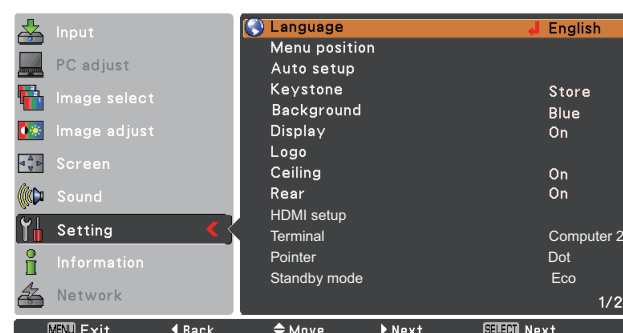 Input
PC adjust
Image select
Image adjust
Screen
Sound
Setting
Information
Network
Language English
Menu position
Auto setup
Keystone Store
Background Blue
Display On
Logo
Ceiling On
Rear On
HDMI setup
Terminal Computer 2
Pointer Dot
Standby mode Eco
1/2
MENU Exit Back Move Next SELECT Next